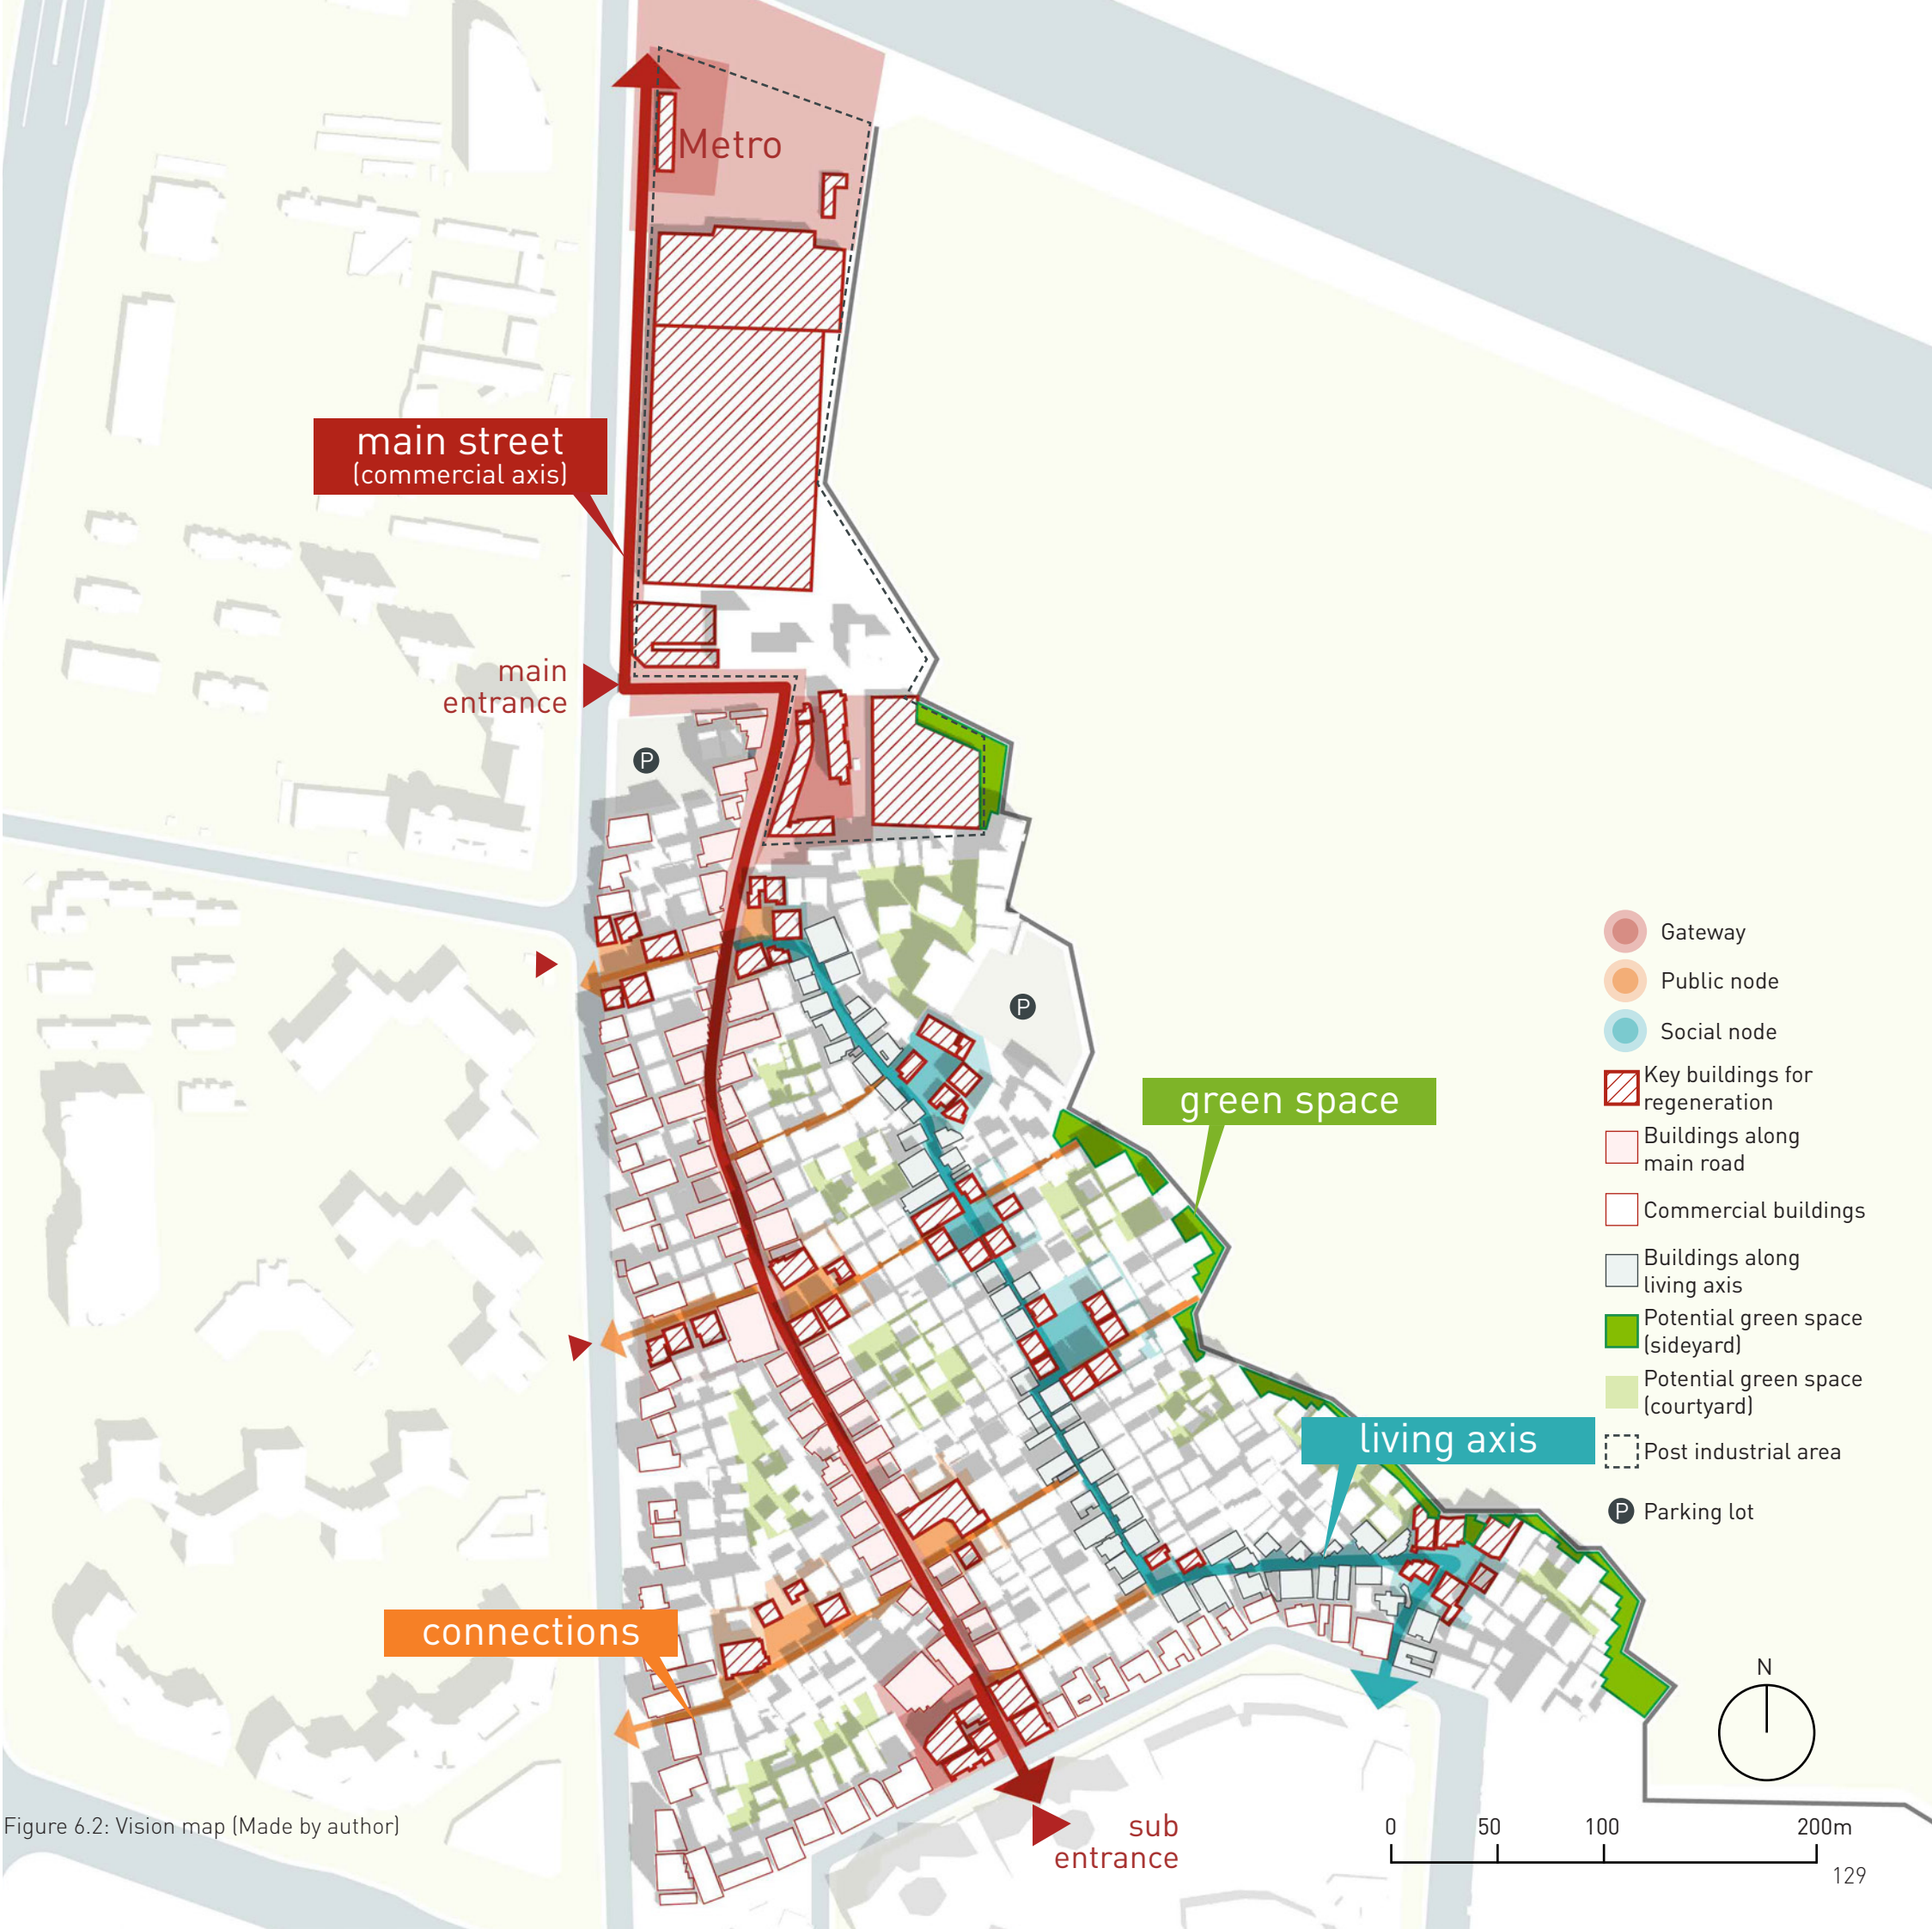 Metro
main street
(commercial axis)
main
entrance
P
P
green space
Gateway
Public node
Social node
Key buildings for
regeneration
Buildings along
main road
Commercial buildings
Buildings along
living axis
Potential green space
(sideyard)
Potential green space
(courtyard)
Post industrial area
P Parking lot
living axis
connections
N
Figure 6.2: Vision map (Made by author)
sub
entrance
0 50 100 200m
129